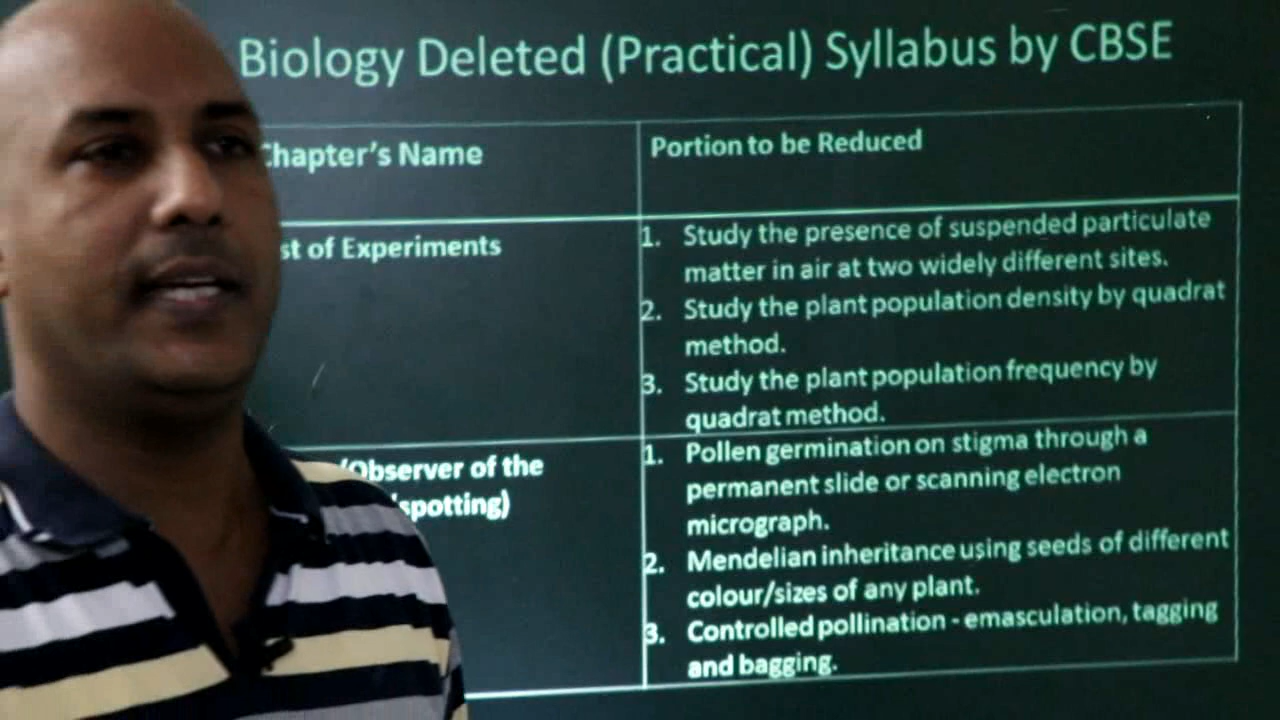 Biology Deleted (Practical) Syllabus by CBSE
Chapter's Name
Portion to be Reduced
of Experiments
1. Study the presence of suspended particulate
matter in air at two widely different sites.
2. Study the plant population density by quadrat
method.
3. Study the plant population frequency by
quadrat method.
/Observer of the
spotting)
1. Pollen germination on stigma through a
permanent slide or scanning electron
micrograph.
2. Mendelian inheritance using seeds of different
colour/sizes of any plant.
3. Controlled pollination - emasculation, tagging
and bagging.